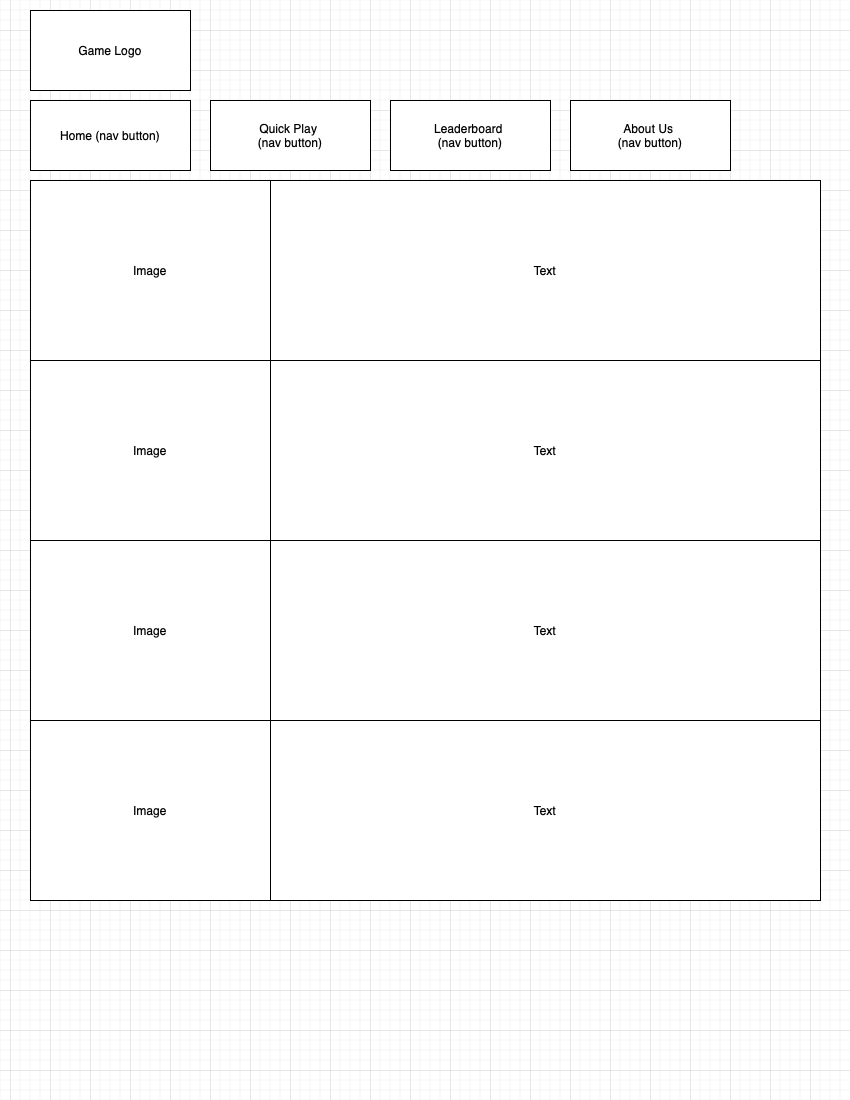 Game Logo
Home (nav button)
Quick Play
(nav button)
Leaderboard
(nav button)
About Us
(nav button)
Image
Text
Image
Text
Image
Text
Image
Text